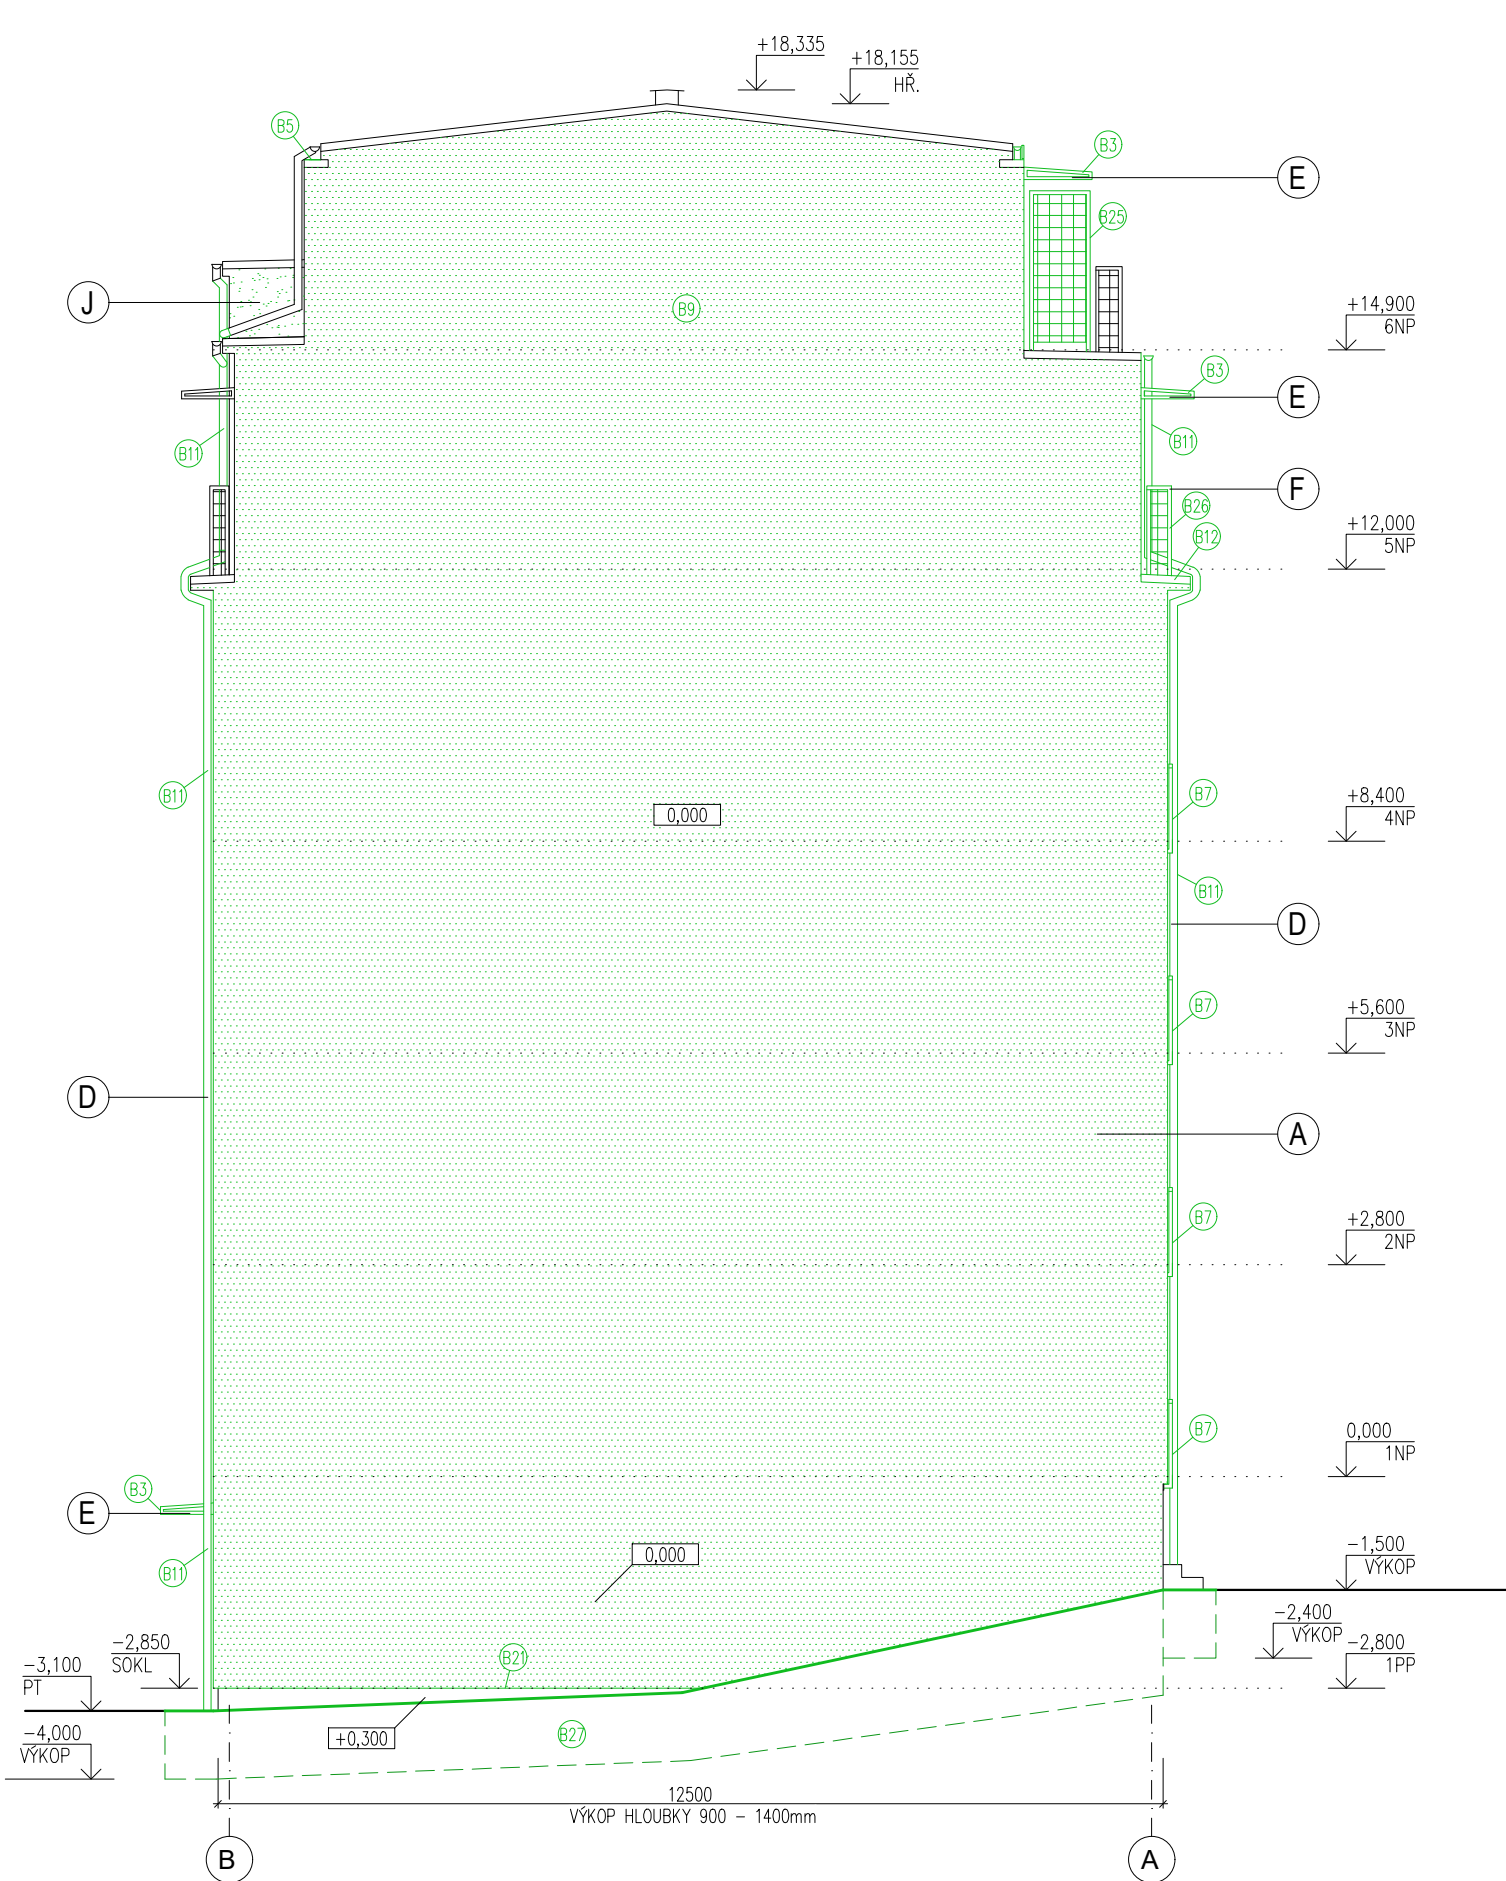 +18,335
+18,155
HŘ.
B5
B3
E
B25
J
B9
+14,900
6NP
B3
E
B11
B11
F
B26
+12,000
5NP
B12
B11
0,000
B7
+8,400
4NP
B11
D
B7
+5,600
3NP
D
A
B7
+2,800
2NP
B7
0,000
1NP
B3
E
B11
0,000
-1,500
VÝKOP
-2,400
VÝKOP
-2,850
SOKL
B21
-2,800
1PP
-3,100
PT
+0,300
B27
-4,000
VÝKOP
12500
VÝKOP HLOUBKY 900 - 1400mm
B
A